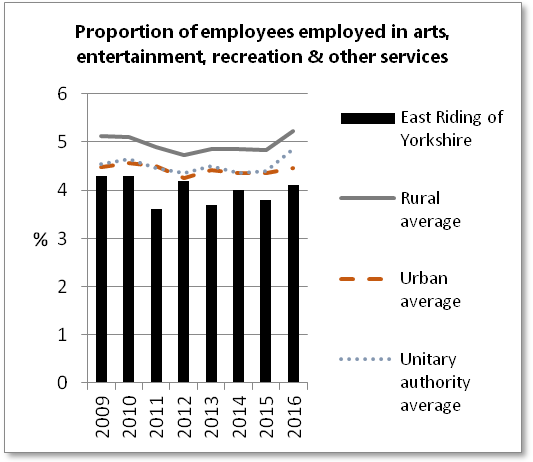 Proportion of employees employed in arts,
entertainment, recreation & other services
6
5
4
3
2
1
0
%
2009
2010
2011
2012
2013
2014
2015
2016
East Riding of
Yorkshire
Rural
average
Urban
average
Unitary
authority
average